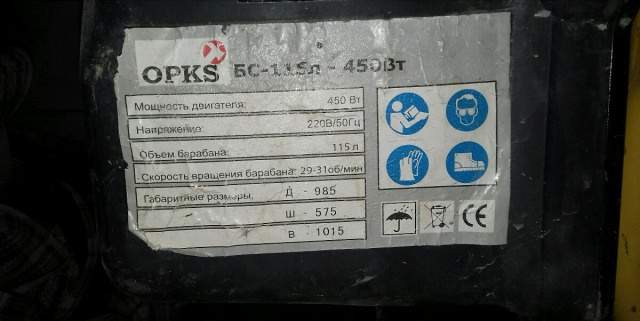 OPKS БС-115л - 450Вт
Мощность двигателя: 450 Вт
Напряжение: 220В/50Гц
Объем барабана: 115 л
Скорость вращения барабана: 29-31об/мин
Габаритные размеры: Д - 985
Ш - 575
В - 1015
CE